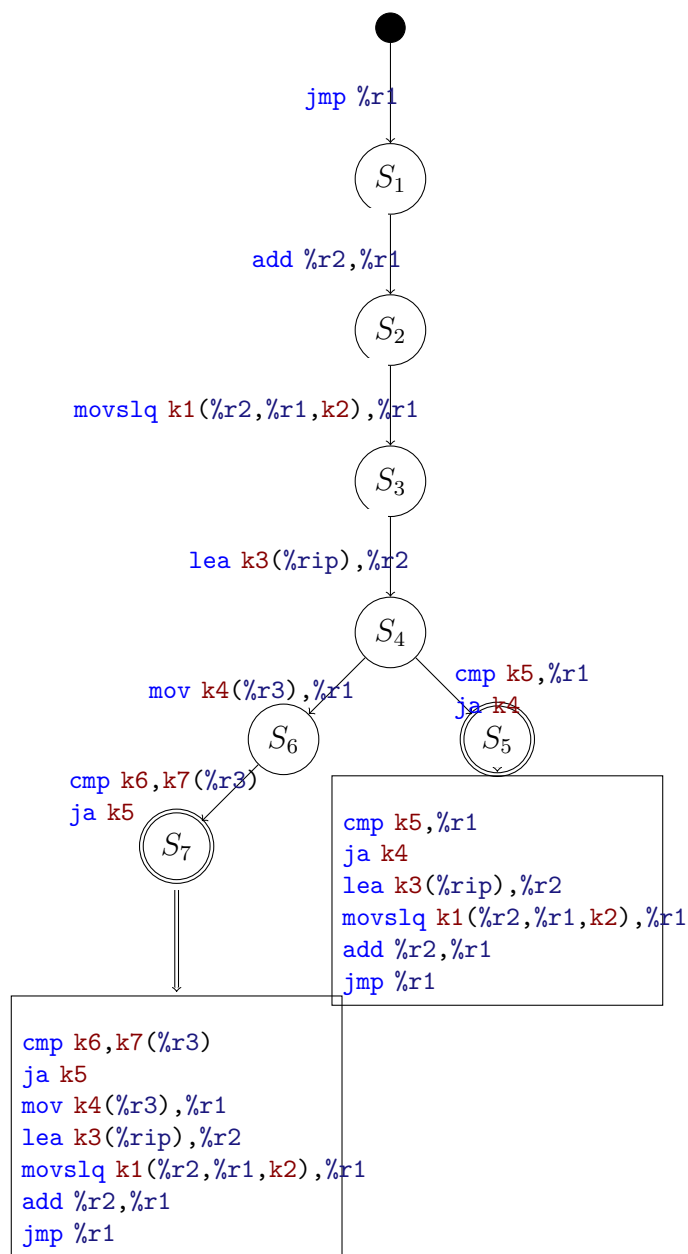 jmp %r1
S1
add %r2,%r1
S2
movslq k1(%r2,%r1,k2),%r1
S3
lea k3(%rip),%r2
S4
mov k4(%r3),%r1
cmp k5,%r1
ja k4
S6
S5
cmp k6,k7(%r3)
ja k5
S7
cmp k5,%r1
ja k4
lea k3(%rip),%r2
movslq k1(%r2,%r1,k2),%r1
add %r2,%r1
jmp %r1
cmp k6,k7(%r3)
ja k5
mov k4(%r3),%r1
lea k3(%rip),%r2
movslq k1(%r2,%r1,k2),%r1
add %r2,%r1
jmp %r1